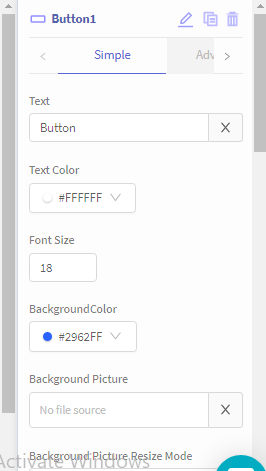 Button1
Simple
Adv
Text
Button
Text Color
#FFFFFF
Font Size
18
BackgroundColor
#2962FF
Background Picture
No file source
Activate Windows
Background Picture Resize Mode